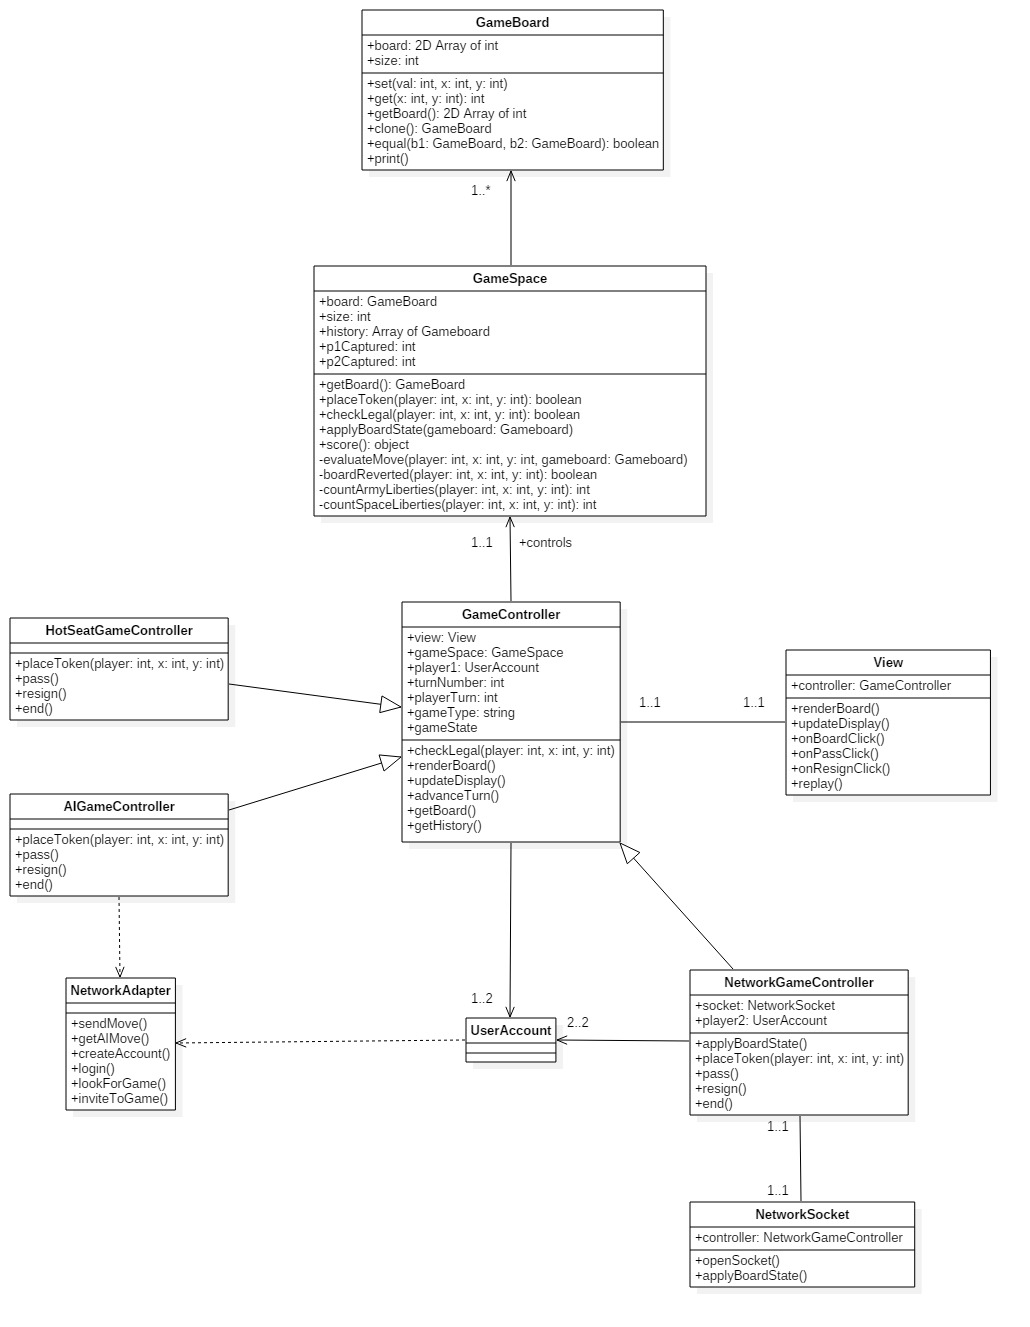 GameBoard
+board: 2D Array of int
+size: int
+set(val: int, x: int, y: int)
+get(x: int, y: int): int
+getBoard(): 2D Array of int
+clone(): GameBoard
+equal(b1: GameBoard, b2: GameBoard): boolean
+print()
1..*
GameSpace
+board: GameBoard
+size: int
+history: Array of Gameboard
+p1Captured: int
+p2Captured: int
+getBoard(): GameBoard
+placeToken(player: int, x: int, y: int): boolean
+checkLegal(player: int, x: int, y: int): boolean
+applyBoardState(gameboard: Gameboard)
+score(): object
-evaluateMove(player: int, x: int, y: int, gameboard: Gameboard)
-boardReverted(player: int, x: int, y: int): boolean
-countArmyLiberties(player: int, x: int, y: int): int
-countSpaceLiberties(player: int, x: int, y: int): int
1..1
+controls
HotSeatGameController
+placeToken(player: int, x: int, y: int)
+pass()
+resign()
+end()
GameController
+view: View
+gameSpace: GameSpace
+player1: UserAccount
+turnNumber: int
+playerTurn: int
+gameType: string
+gameState
+checkLegal(player: int, x: int, y: int)
+renderBoard()
+updateDisplay()
+advanceTurn()
+getBoard()
+getHistory()
1..1
1..1
View
+controller: GameController
+renderBoard()
+updateDisplay()
+onBoardClick()
+onPassClick()
+onResignClick()
+replay()
AIGameController
+placeToken(player: int, x: int, y: int)
+pass()
+resign()
+end()
NetworkAdapter
+sendMove()
+getAIMove()
+createAccount()
+login()
+lookForGame()
+inviteToGame()
1..2
UserAccount
2..2
NetworkGameController
+socket: NetworkSocket
+player2: UserAccount
+applyBoardState()
+placeToken(player: int, x: int, y: int)
+pass()
+resign()
+end()
1..1
1..1
NetworkSocket
+controller: NetworkGameController
+openSocket()
+applyBoardState()